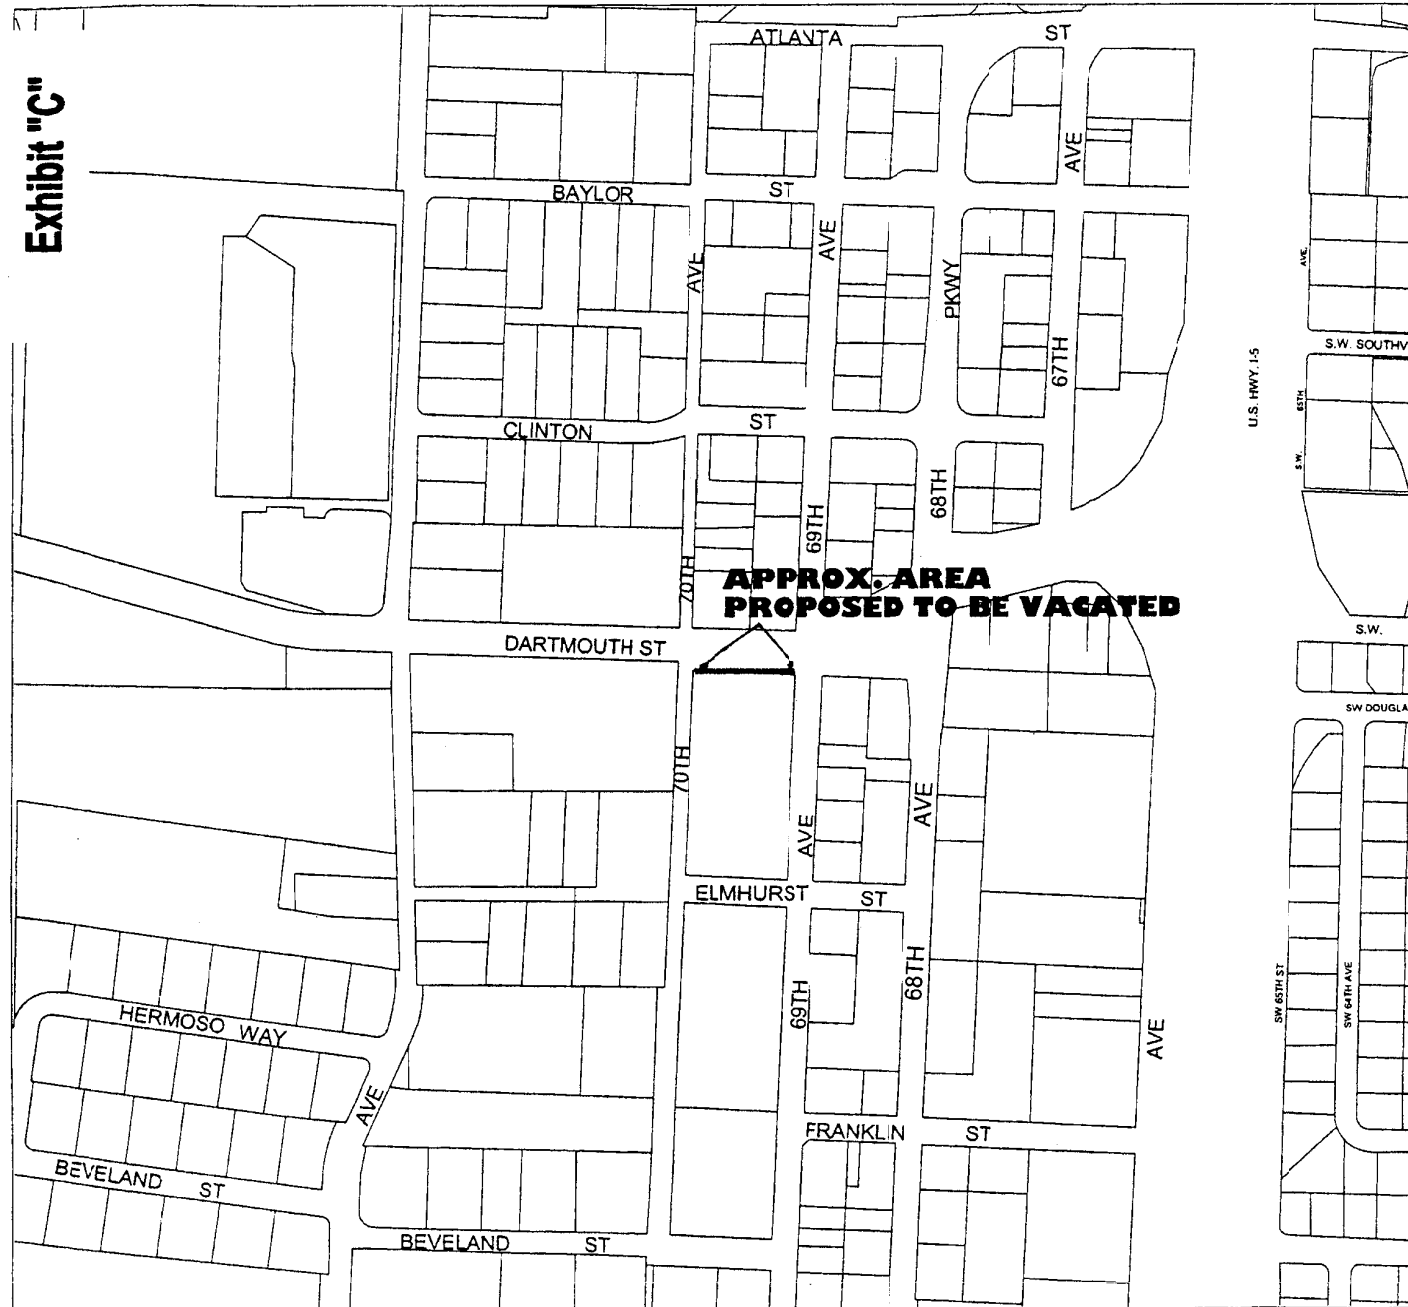 Exhibit "C"
ATLANTA ST
AVE
BAYLOR ST
AVE
AVE
PKWY
67TH
AVE.
U.S. HWY. I-5
S.W. SOUTHV
65TH
S.W.
CLINTON ST
68TH
69TH
70TH
APPROX. AREA
PROPOSED TO BE VACATED
DARTMOUTH ST
S.W.
SW DOUGLA
70TH
AVE
AVE
ELMHURST ST
68TH
69TH
SW 65TH ST
SW 64TH AVE
HERMOSO WAY
AVE
AVE
FRANKLIN ST
BEVELAND ST
BEVELAND ST